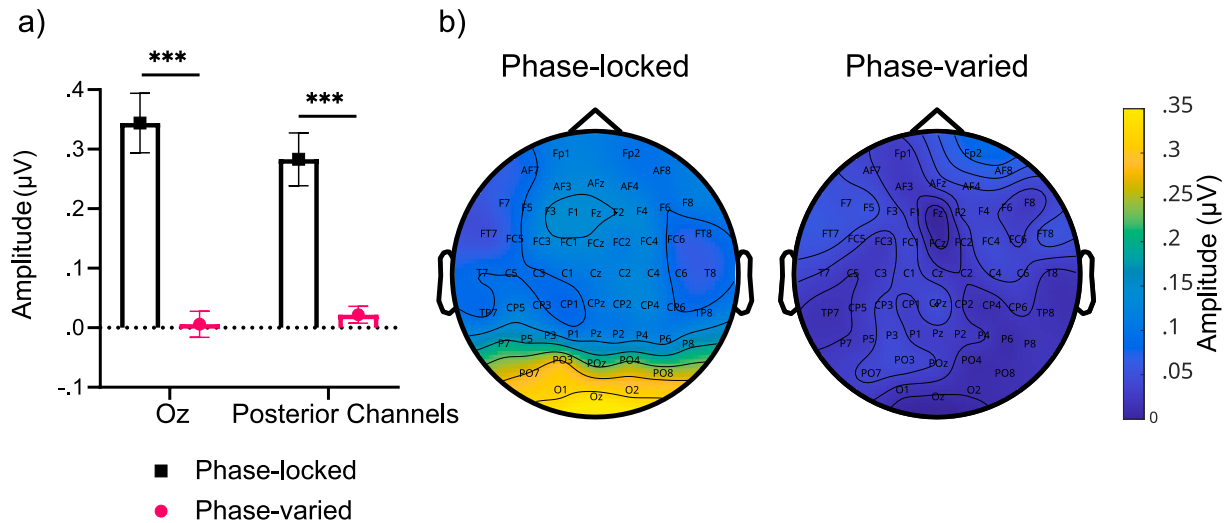 a)
***
***
Amplitude (µV)
.4
.3
.2
.1
.0
-.1
Oz
Posterior Channels
Phase-locked
Phase-varied
b)
Phase-locked
Fp1 Fp2
AF7 AF3 AFz AF4 AF8
F7 F5 F3 F1 Fz F2 F4 F6 F8
FT7 FC5 FC3 FC1 FCz FC2 FC4 FC6 FT8
T7 C5 C3 C1 Cz C2 C4 C6 T8
TP7 CP5 CP3 CP1 CPz CP2 CP4 CP6 TP8
P7 P5 P3 P1 Pz P2 P4 P6 P8
PO7 PO3 POz PO4 PO8
O1 Oz O2
Phase-varied
Fp1 Fp2
AF7 AF3 AFz AF4 AF8
F7 F5 F3 F1 Fz F2 F4 F6 F8
FT7 FC5 FC3 FC1 FCz FC2 FC4 FC6 FT8
T7 C5 C3 C1 Cz C2 C4 C6 T8
TP7 CP5 CP3 CP1 CP2 CP4 CP6 TP8
P7 P5 P3 P1 Pz P2 P4 P6 P8
PO7 PO3 POz PO4 PO8
O1 Oz O2
.35
.3
.25
.2
.15
.1
.05
0
Amplitude (µV)